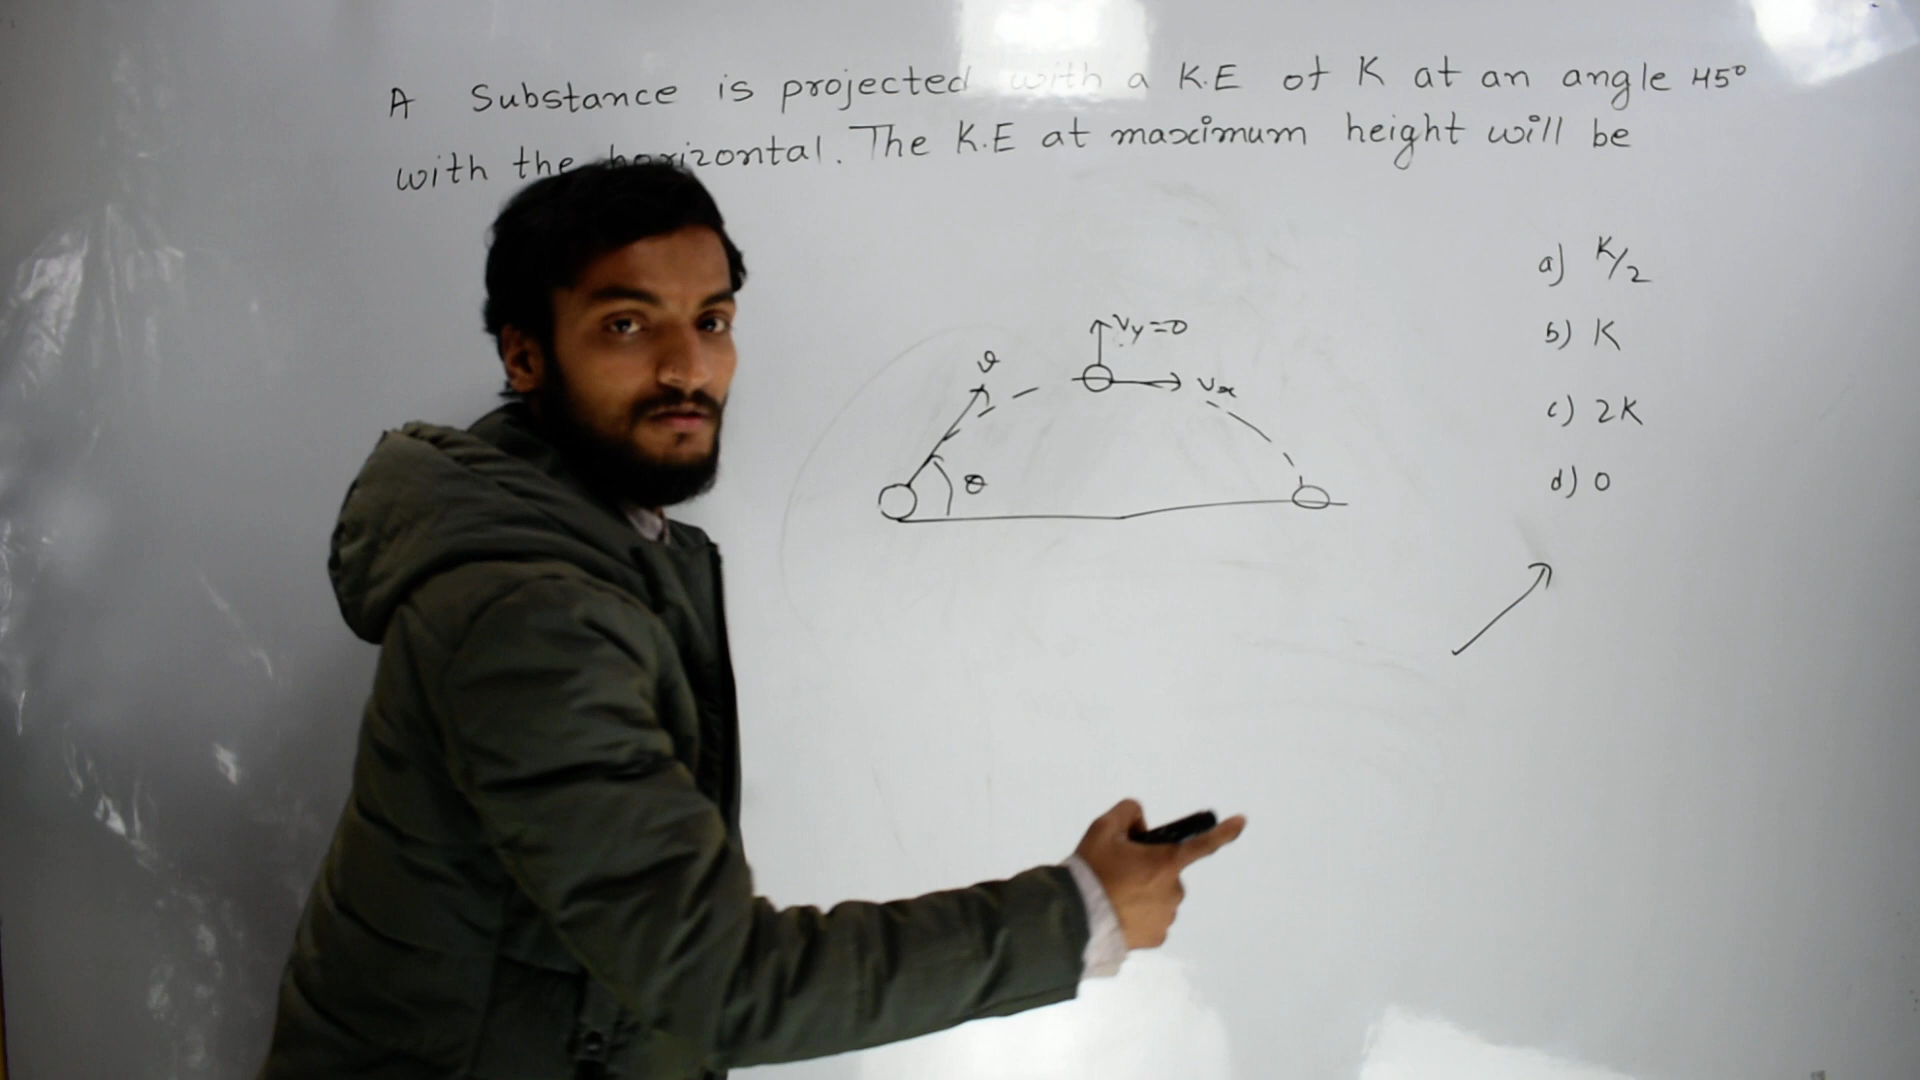 A Substance is projected with a K.E of K at an angle 45°
with the horizontal. The K.E at maximum height will be
a) K/2
Vy=0
b) K
v
Vx
c) 2K
θ
d) 0